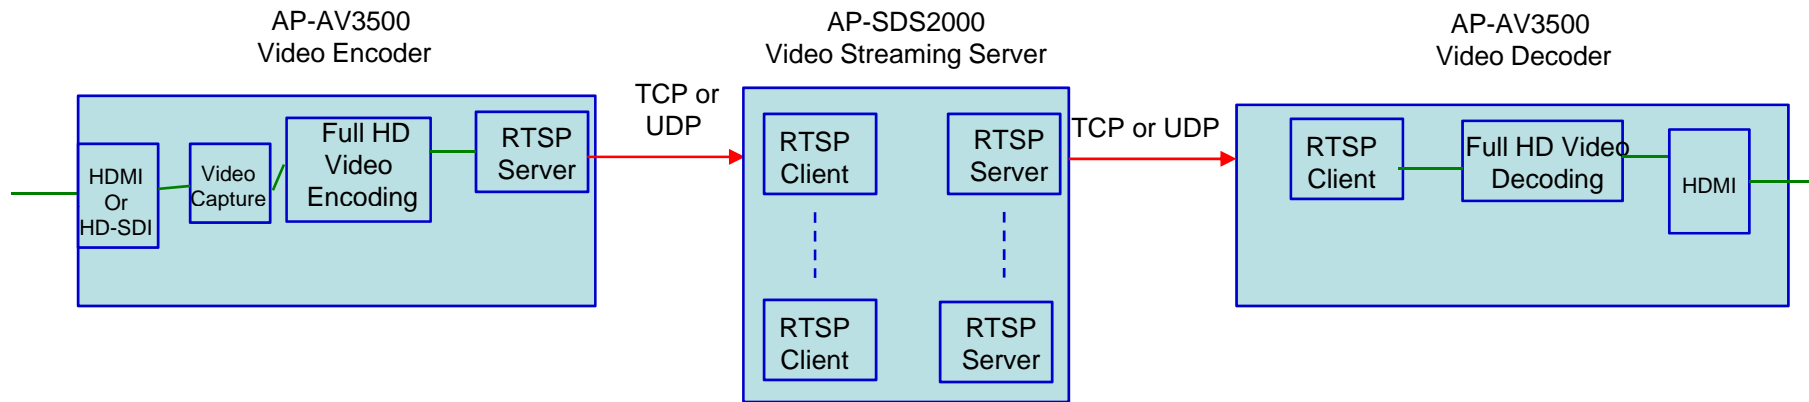 AP-AV3500
Video Encoder
AP-SDS2000
Video Streaming Server
AP-AV3500
Video Decoder
HDMI
Or
HD-SDI
Video
Capture
Full HD
Video
Encoding
RTSP
Server
TCP or
UDP
RTSP
Client
RTSP
Server
RTSP
Client
RTSP
Server
TCP or UDP
RTSP
Client
Full HD Video
Decoding
HDMI